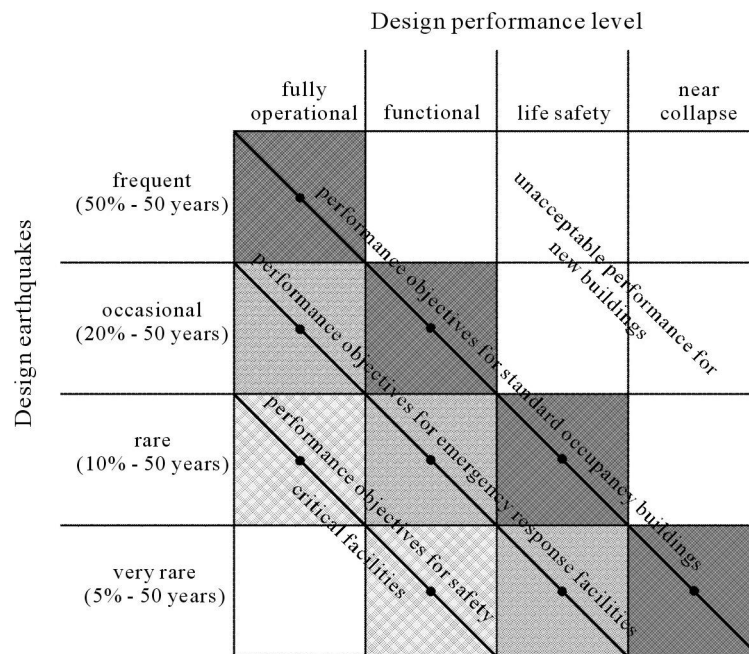 Design performance level
fully
operational
functional
life safety
near
collapse
Design earthquakes
frequent
(50% - 50 years)
occasional
(20% - 50 years)
rare
(10% - 50 years)
very rare
(5% - 50 years)
unacceptable performance for
new buildings
performance objectives for standard occupancy buildings
performance objectives for emergency response facilities
performance objectives for safety
critical facilities